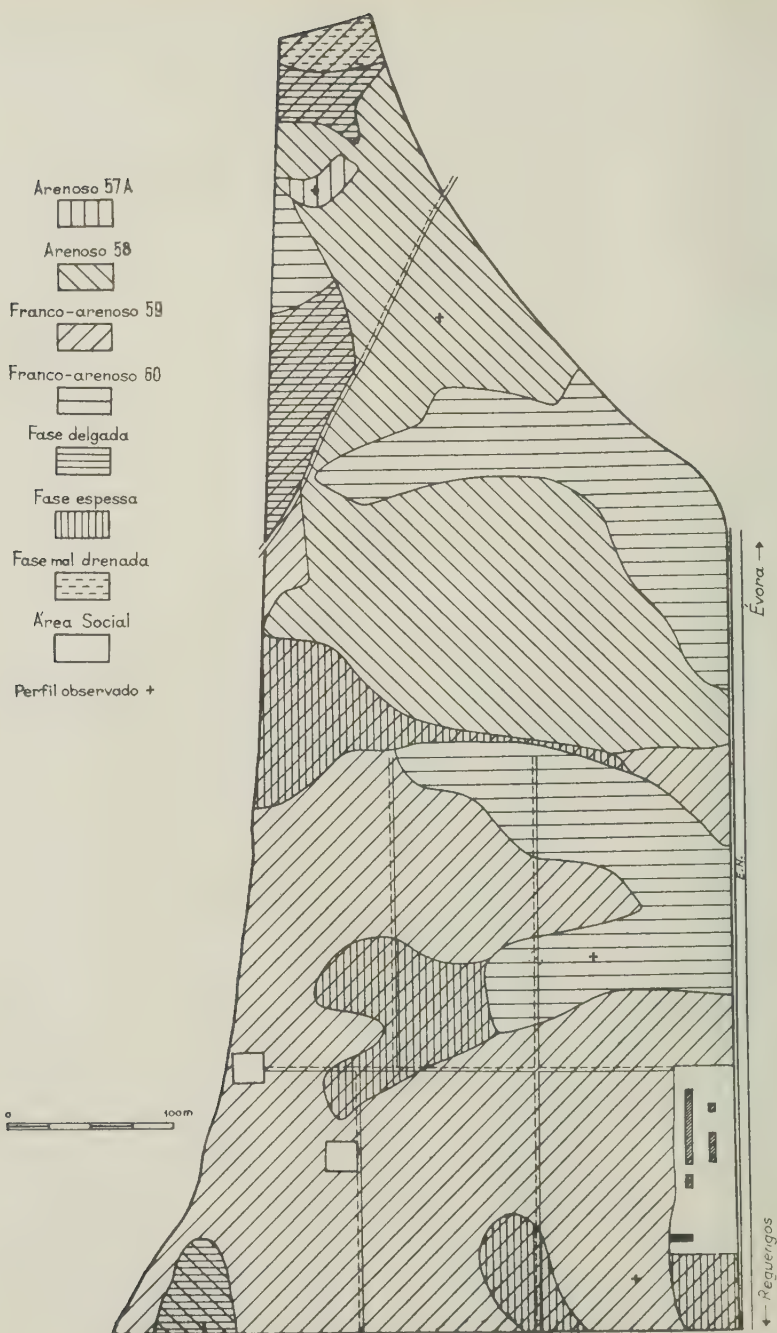 Arenoso 57A
Arenoso 58
Franco-arenoso 59
Franco-arenoso 60
Fase delgada
Fase espessa
Fase mal drenada
Área Social
Perfil observado +
0 100m
Évora →
E.N.
← Reguengos